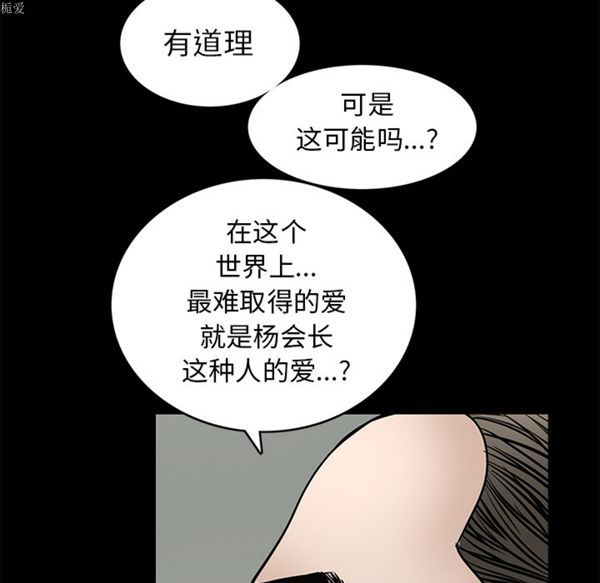 栀爱
有道理
可是
这可能吗...?
在这个
世界上...
最难取得的爱
就是杨会长
这种人的爱...?